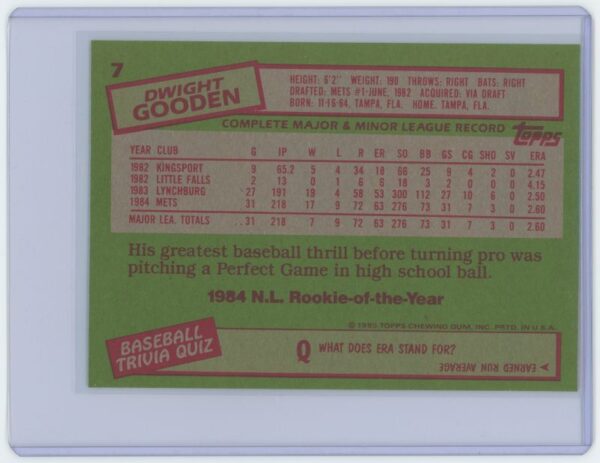 7
DWIGHT
GOODEN
HEIGHT: 6'2" WEIGHT: 190 THROWS: RIGHT BATS: RIGHT
DRAFTED: METS #1-JUNE, 1982 ACQUIRED: VIA DRAFT
BORN: 11-16-64, TAMPA, FLA. HOME: TAMPA, FLA.
COMPLETE MAJOR & MINOR LEAGUE RECORD topps
YEAR CLUB G IP W L R ER SO BB GS CG SHO SV ERA
1982 KINGSPORT 9 65.2 5 4 34 18 66 25 9 4 2 0 2.47
1982 LITTLE FALLS 2 13 0 1 6 6 18 3 2 0 0 0 4.15
1983 LYNCHBURG 27 191 19 4 58 53 300 112 27 10 6 0 2.50
1984 METS 31 218 17 9 72 63 276 73 31 7 3 0 2.60
MAJOR LEA. TOTALS ..31 218 17 9 72 63 276 73 31 7 3 0 2.60
His greatest baseball thrill before turning pro was
pitching a Perfect Game in high school ball.
1984 N.L. Rookie-of-the-Year
© 1985 TOPPS CHEWING GUM, INC. PRTD. IN U.S.A.
BASEBALL
TRIVIA QUIZ
Q WHAT DOES ERA STAND FOR?
EARNED RUN AVERAGE